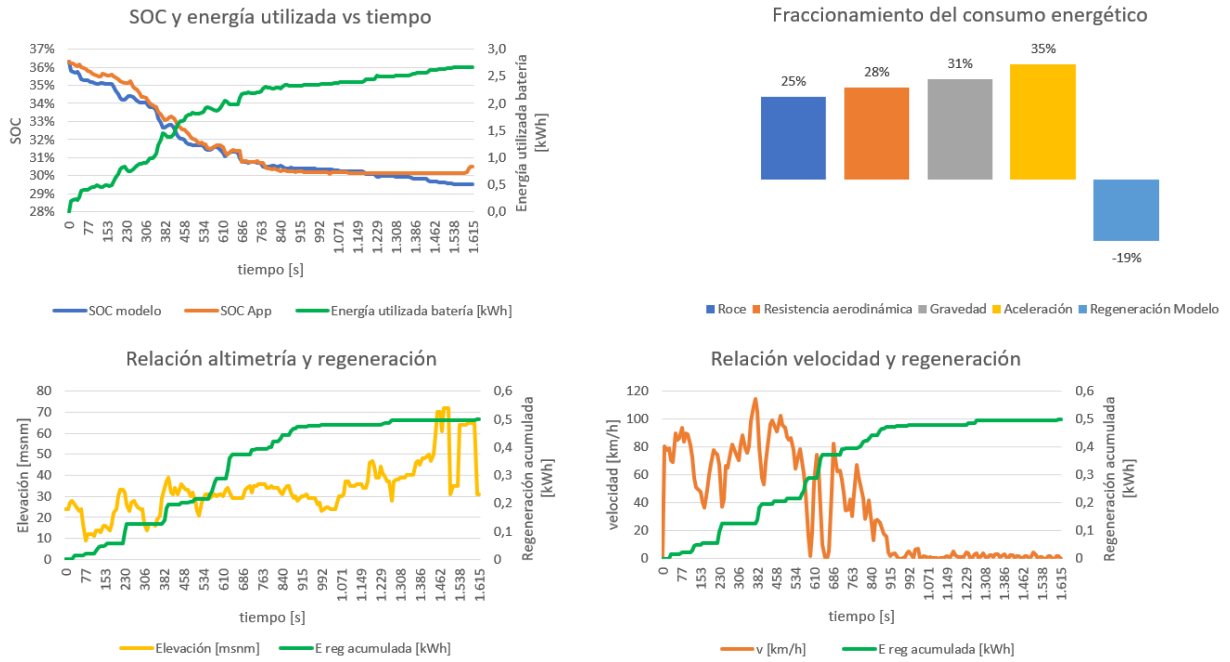 SOC y energía utilizada vs tiempo
37%
36%
35%
34%
33%
32%
31%
30%
29%
28%
SOC
3,0
2,5
2,0
1,5
1,0
0,5
0,0
Energía utilizada batería
[kWh]
0 77 153 230 306 382 458 534 610 686 763 840 916 992 1.071 1.150 1.229 1.308 1.386 1.462 1.538 1.615
tiempo [s]
SOC modelo SOC App Energía utilizada batería [kWh]
Fraccionamiento del consumo energético
25% 28% 31% 35% -19%
Roce Resistencia aerodinámica Gravedad Aceleración Regeneración Modelo
Relación altimetría y regeneración
80
70
60
50
40
30
20
10
0
Elevación [msnm]
0,6
0,5
0,4
0,3
0,2
0,1
0
Regeneración acumulada
[kWh]
0 77 153 230 306 382 458 534 610 686 763 840 916 992 1.071 1.150 1.229 1.308 1.386 1.462 1.538 1.615
tiempo [s]
Elevación [msnm] E reg acumulada [kWh]
Relación velocidad y regeneración
120
100
80
60
40
20
0
velocidad [km/h]
0,6
0,5
0,4
0,3
0,2
0,1
0
Regeneración acumulada
[kWh]
0 77 153 230 306 382 458 534 610 686 763 840 916 992 1.071 1.150 1.229 1.308 1.386 1.462 1.538 1.615
tiempo [s]
v [km/h] E reg acumulada [kWh]